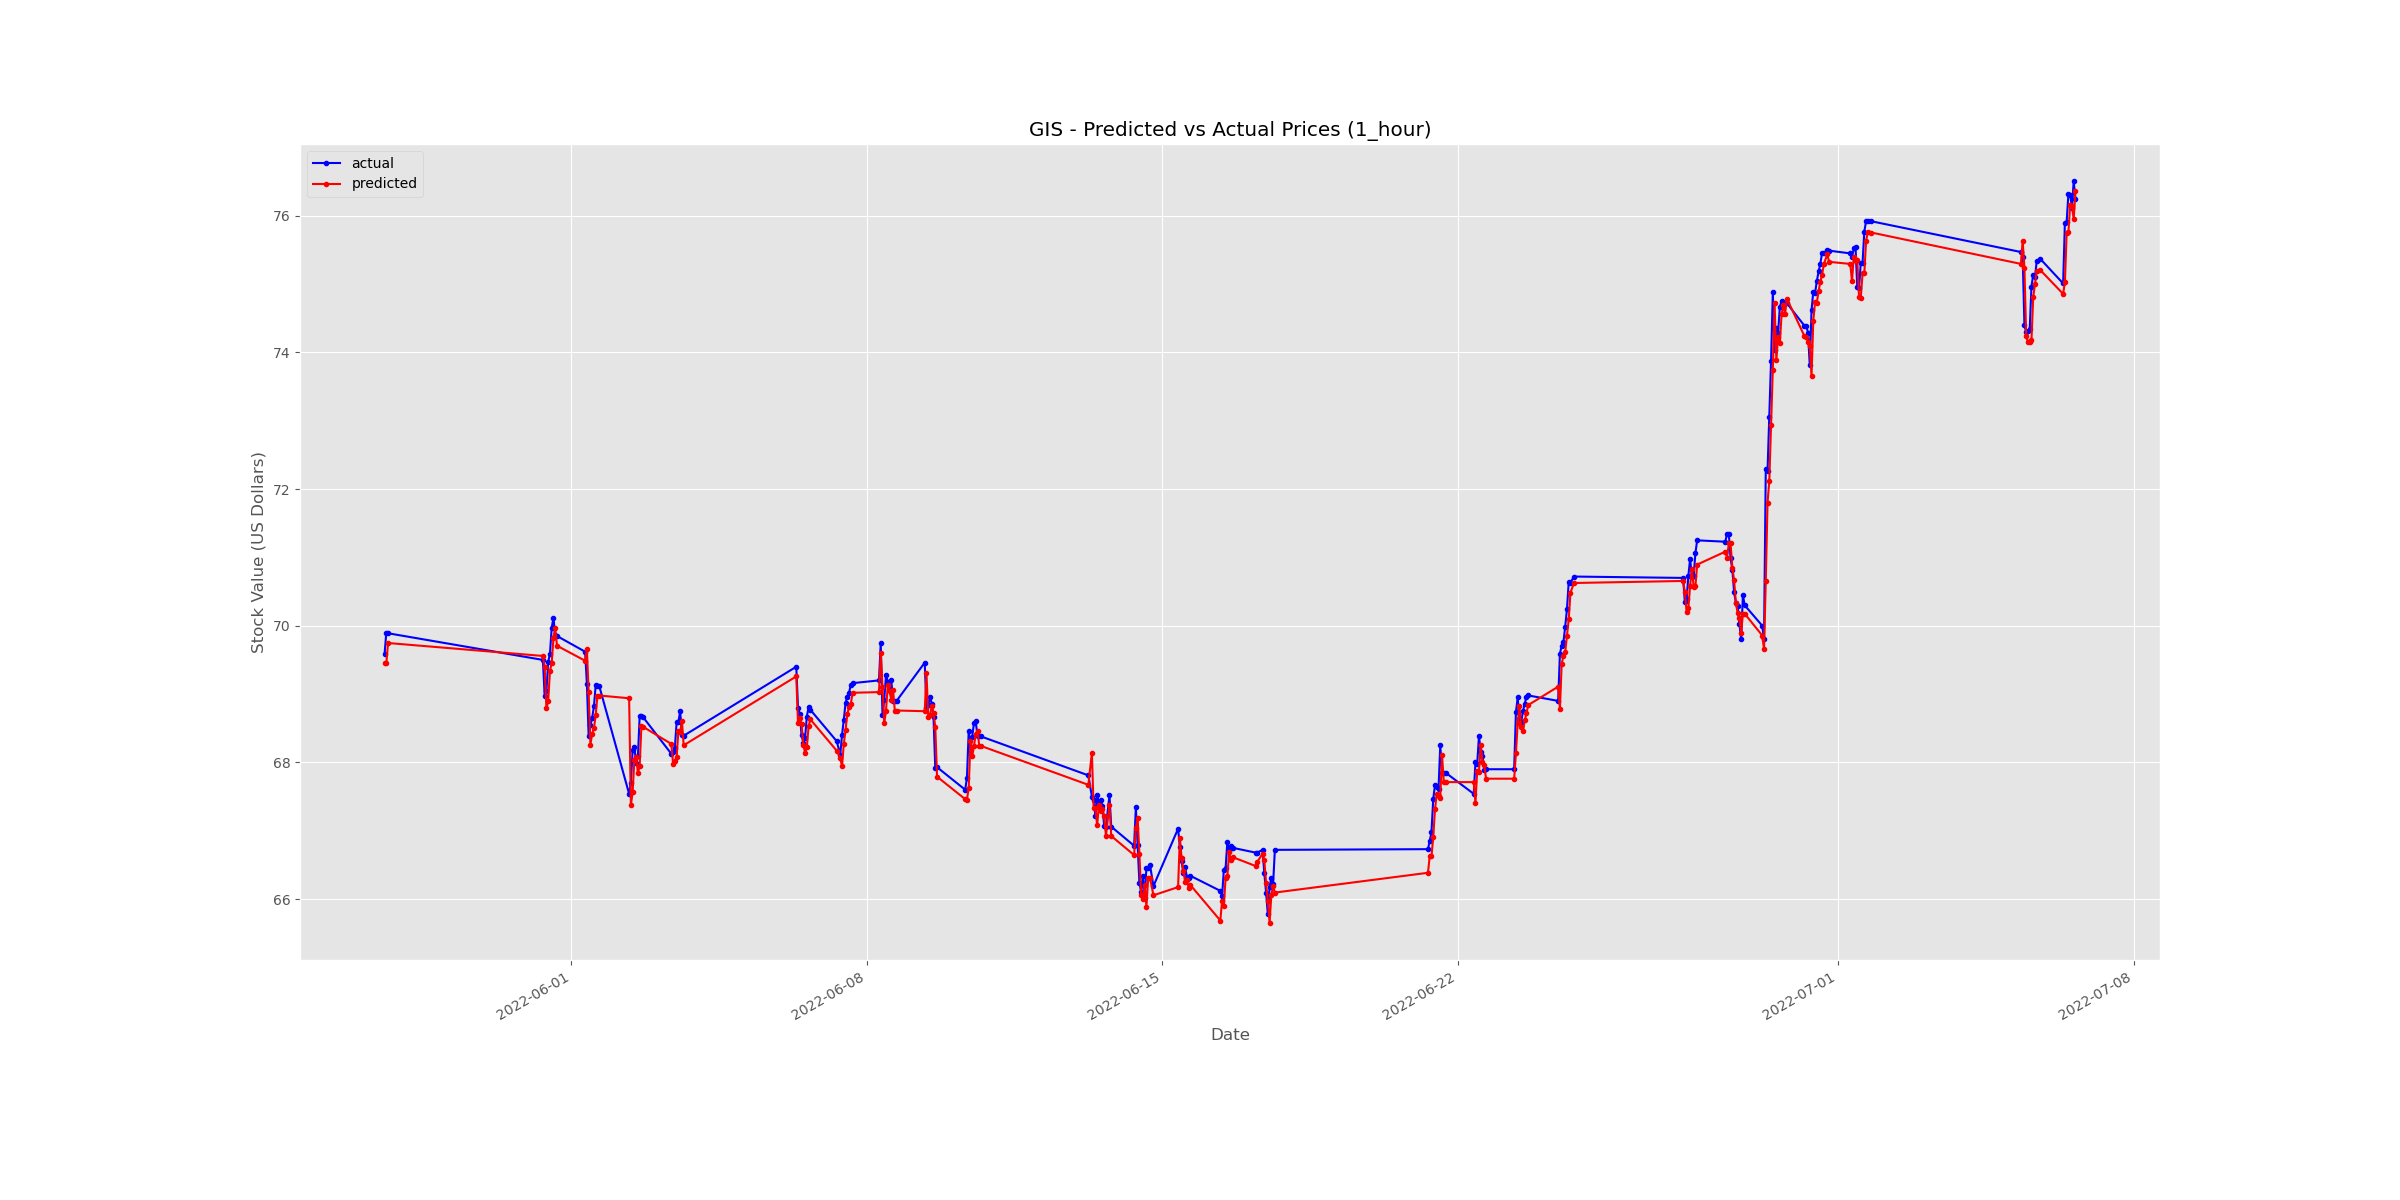 GIS - Predicted vs Actual Prices (1_hour)
actual
predicted
76
74
72
70
68
66
Stock Value (US Dollars)
2022-06-01
2022-06-08
2022-06-15
2022-06-22
2022-07-01
2022-07-08
Date